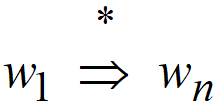 *
w₁ ⇒ wₙ